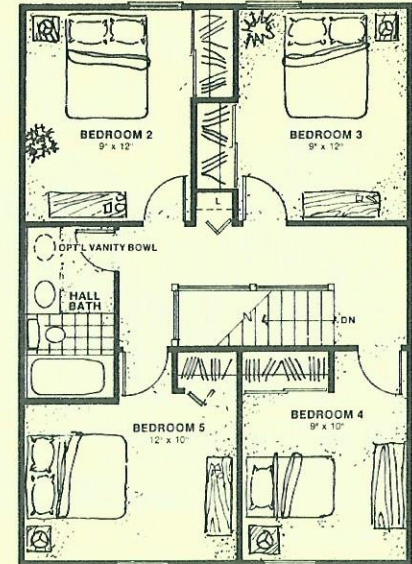 BEDROOM 2
9' x 12'
BEDROOM 3
9' x 12'
L
OPT'L VANITY BOWL
HALL
BATH
DN
BEDROOM 5
12' x 10'
BEDROOM 4
9' x 10'